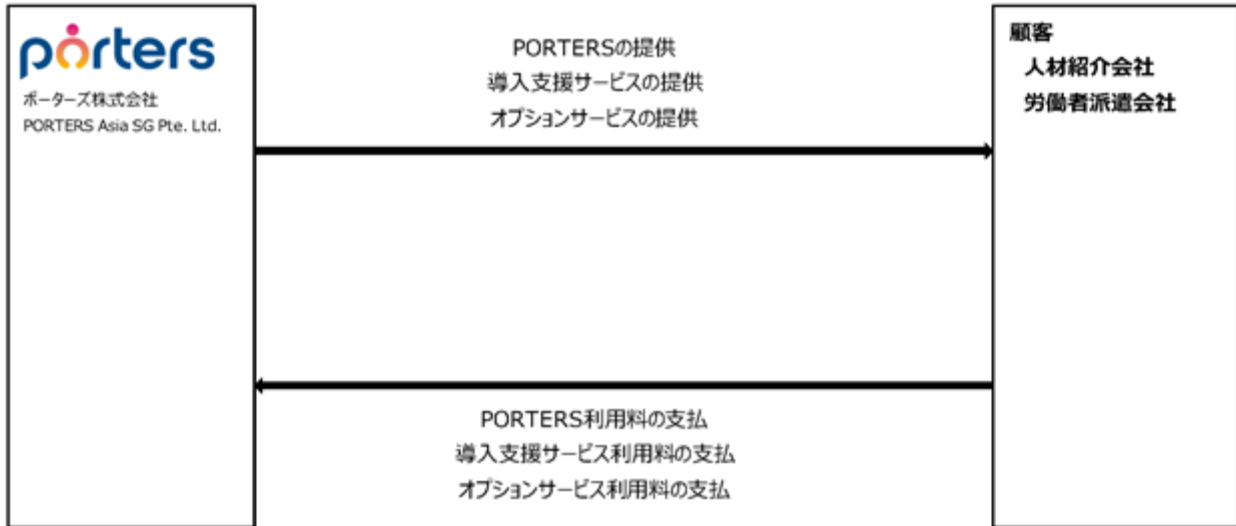 porters
ポーターズ株式会社
PORTERS Asia SG Pte. Ltd.
PORTERSの提供
導入支援サービスの提供
オプションサービスの提供
顧客
人材紹介会社
労働者派遣会社
PORTERS利用料の支払
導入支援サービス利用料の支払
オプションサービス利用料の支払